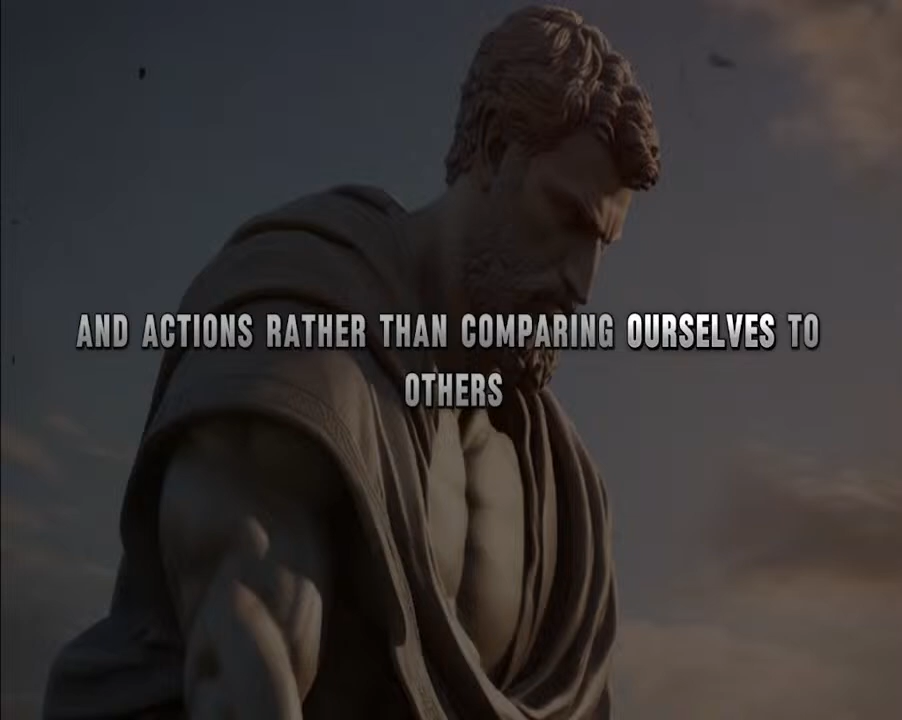 AND ACTIONS RATHER THAN COMPARING OURSELVES TO
OTHERS